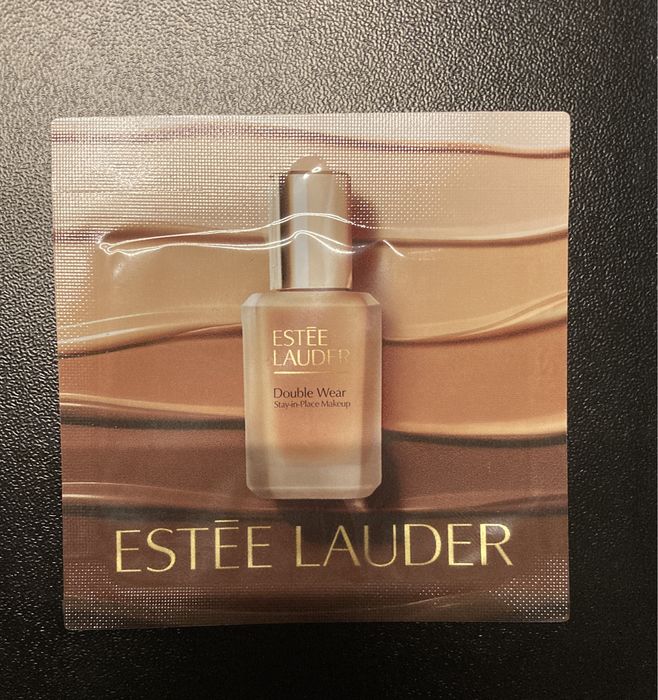 ESTĒE
LAUDER
Double Wear
Stay-in-Place Makeup
ESTĒE LAUDER